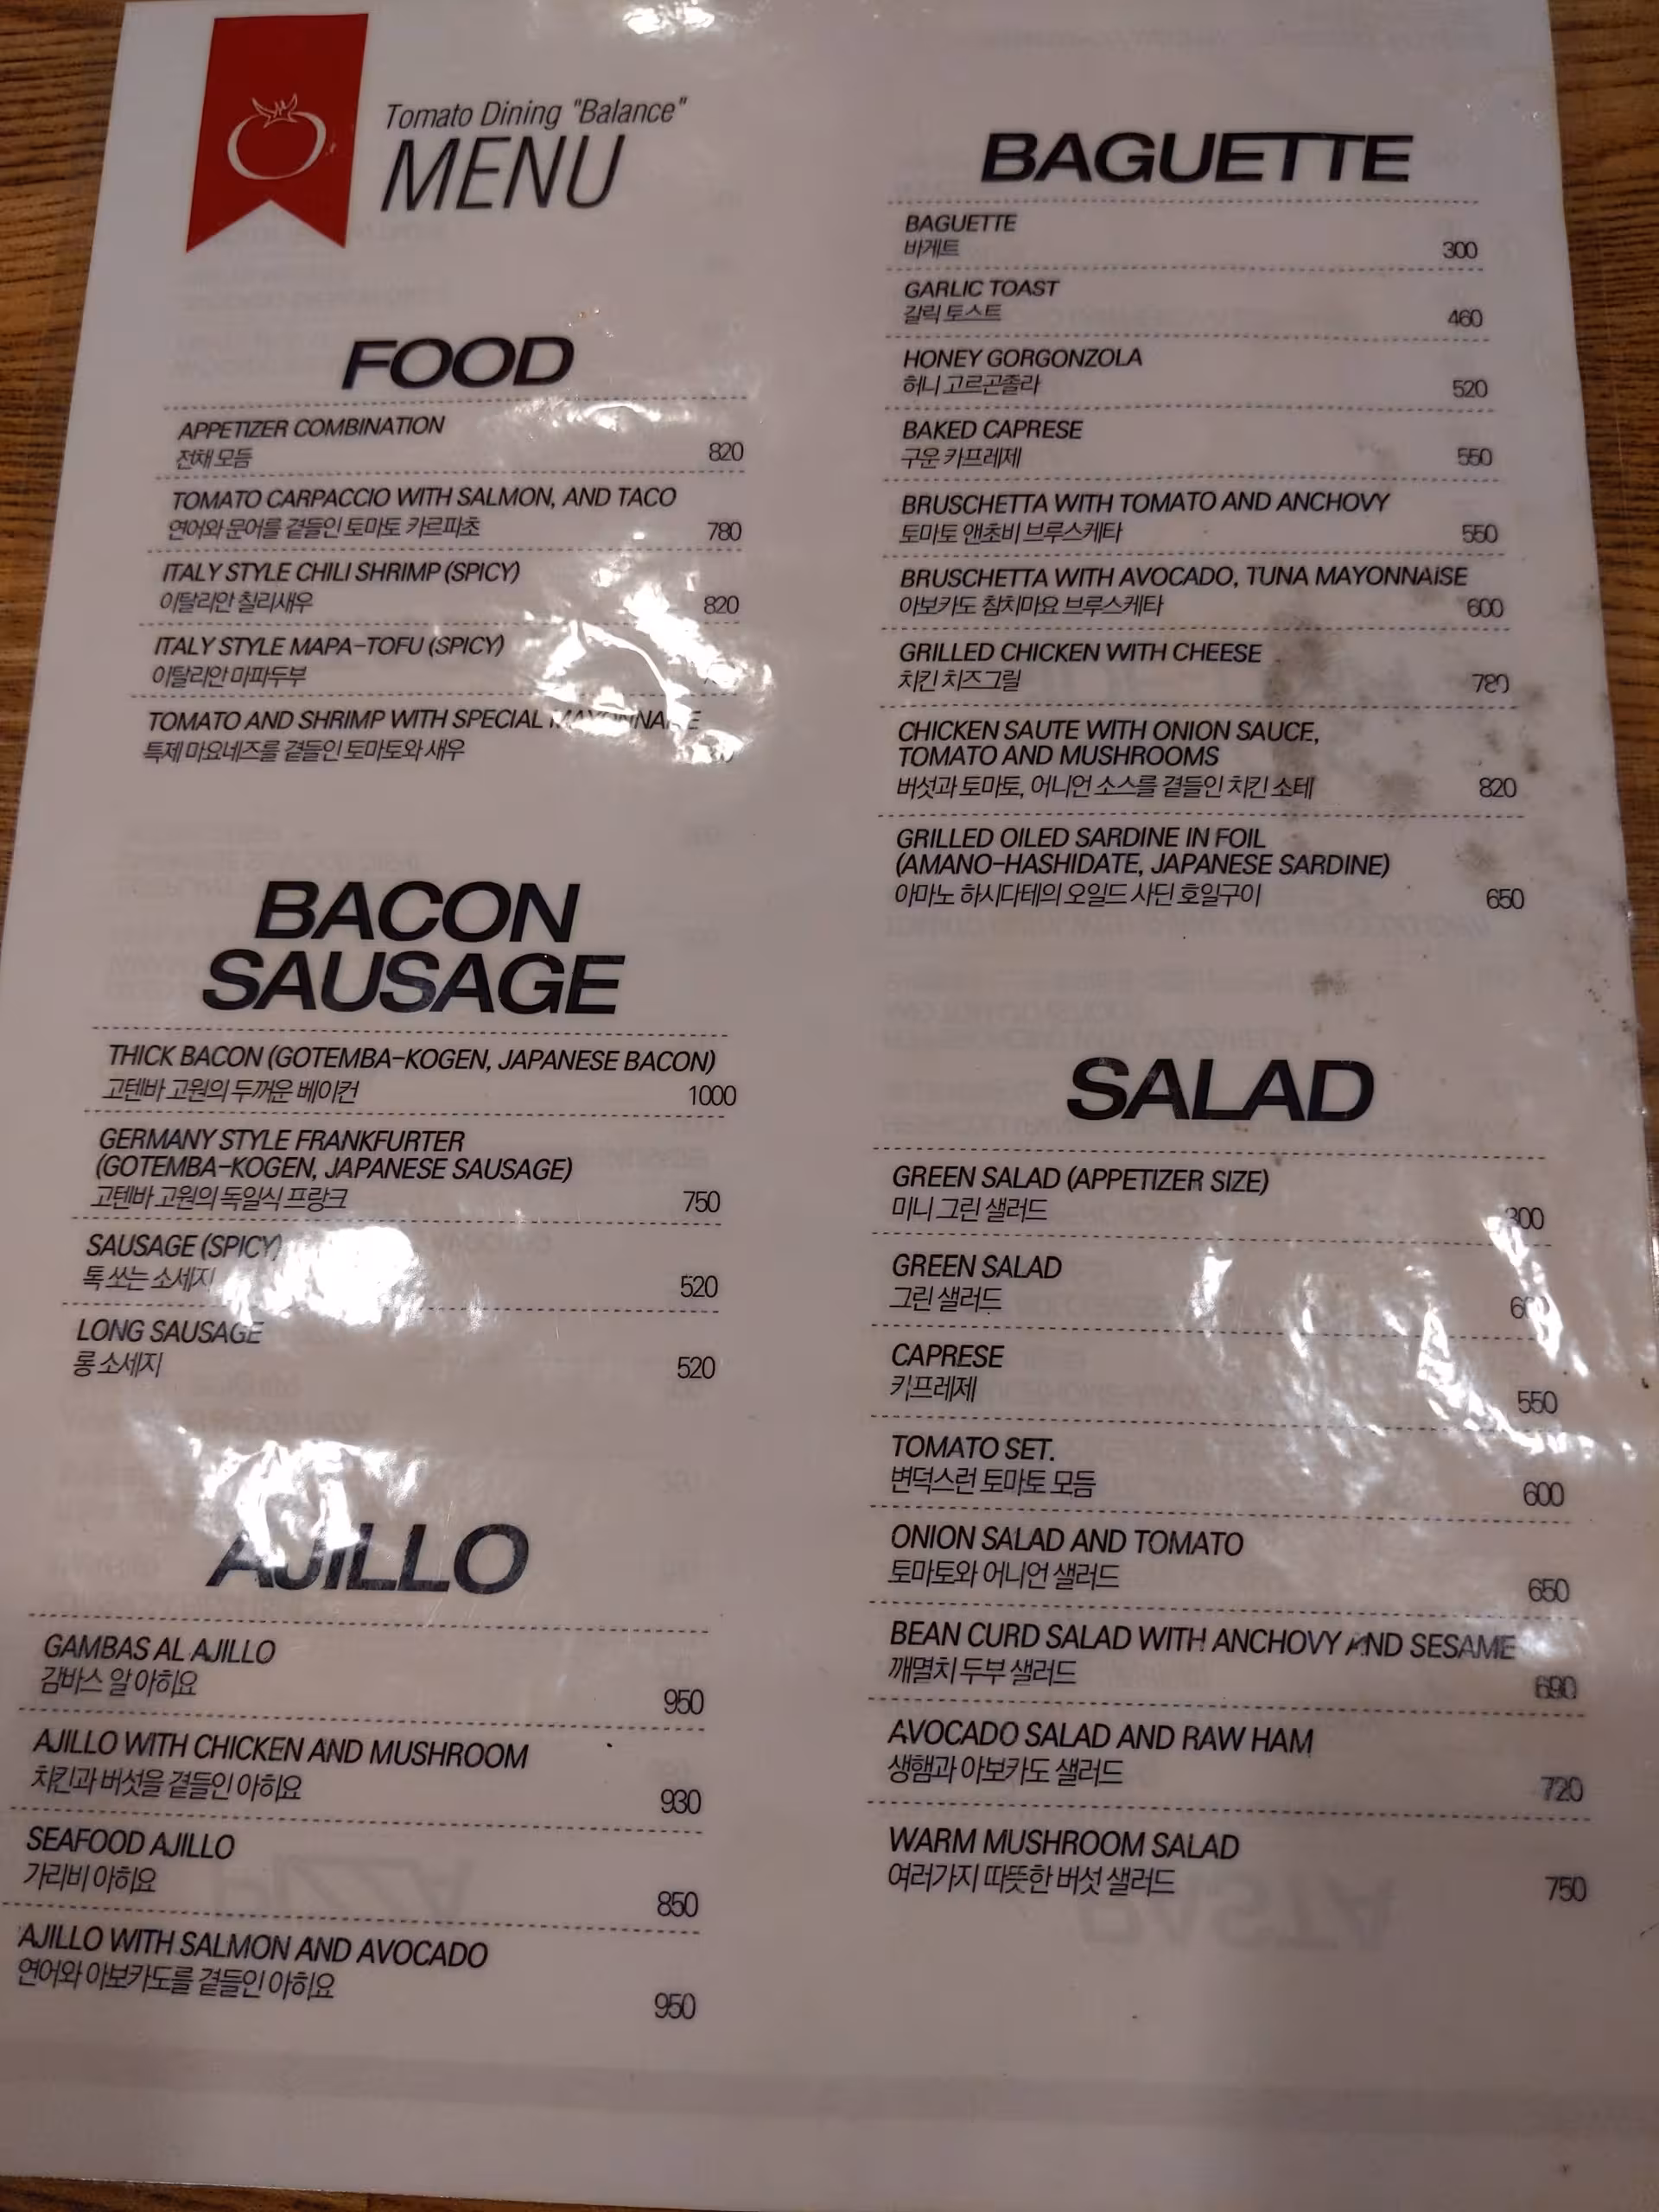 Tomato Dining "Balance"
MENU
FOOD
APPETIZER COMBINATION
전채 모듬
820
TOMATO CARPACCIO WITH SALMON, AND TACO
연어와 문어를 곁들인 토마토 카르파초
780
ITALY STYLE CHILI SHRIMP (SPICY)
이탈리안 칠리새우
820
ITALY STYLE MAPA-TOFU (SPICY)
이탈리안 마파두부
TOMATO AND SHRIMP WITH SPECIAL MAYONNAISE
특제 마요네즈를 곁들인 토마토와 새우
BACON
SAUSAGE
THICK BACON (GOTEMBA-KOGEN, JAPANESE BACON)
고텐바 고원의 두꺼운 베이컨
1000
GERMANY STYLE FRANKFURTER
(GOTEMBA-KOGEN, JAPANESE SAUSAGE)
고텐바 고원의 독일식 프랑크
750
SAUSAGE (SPICY)
톡 쏘는 소세지
520
LONG SAUSAGE
롱 소세지
520
AJILLO
GAMBAS AL AJILLO
감바스 알 아히요
950
AJILLO WITH CHICKEN AND MUSHROOM
치킨과 버섯을 곁들인 아히요
930
SEAFOOD AJILLO
가리비 아히요
850
AJILLO WITH SALMON AND AVOCADO
연어와 아보카도를 곁들인 아히요
950
BAGUETTE
BAGUETTE
바게트
300
GARLIC TOAST
갈릭 토스트
460
HONEY GORGONZOLA
허니 고르곤졸라
520
BAKED CAPRESE
구운 카프레제
550
BRUSCHETTA WITH TOMATO AND ANCHOVY
토마토 앤초비 브루스케타
550
BRUSCHETTA WITH AVOCADO, TUNA MAYONNAISE
아보카도 참치마요 브루스케타
600
GRILLED CHICKEN WITH CHEESE
치킨 치즈그릴
780
CHICKEN SAUTE WITH ONION SAUCE,
TOMATO AND MUSHROOMS
버섯과 토마토, 어니언 소스를 곁들인 치킨 소테
820
GRILLED OILED SARDINE IN FOIL
(AMANO-HASHIDATE, JAPANESE SARDINE)
아마노 하시다테의 오일드 사딘 호일구이
650
SALAD
GREEN SALAD (APPETIZER SIZE)
미니 그린 샐러드
300
GREEN SALAD
그린 샐러드
CAPRESE
카프레제
550
TOMATO SET.
변덕스런 토마토 모듬
600
ONION SALAD AND TOMATO
토마토와 어니언 샐러드
650
BEAN CURD SALAD WITH ANCHOVY AND SESAME
깨멸치 두부 샐러드
690
AVOCADO SALAD AND RAW HAM
생햄과 아보카도 샐러드
720
WARM MUSHROOM SALAD
여러가지 따뜻한 버섯 샐러드
750